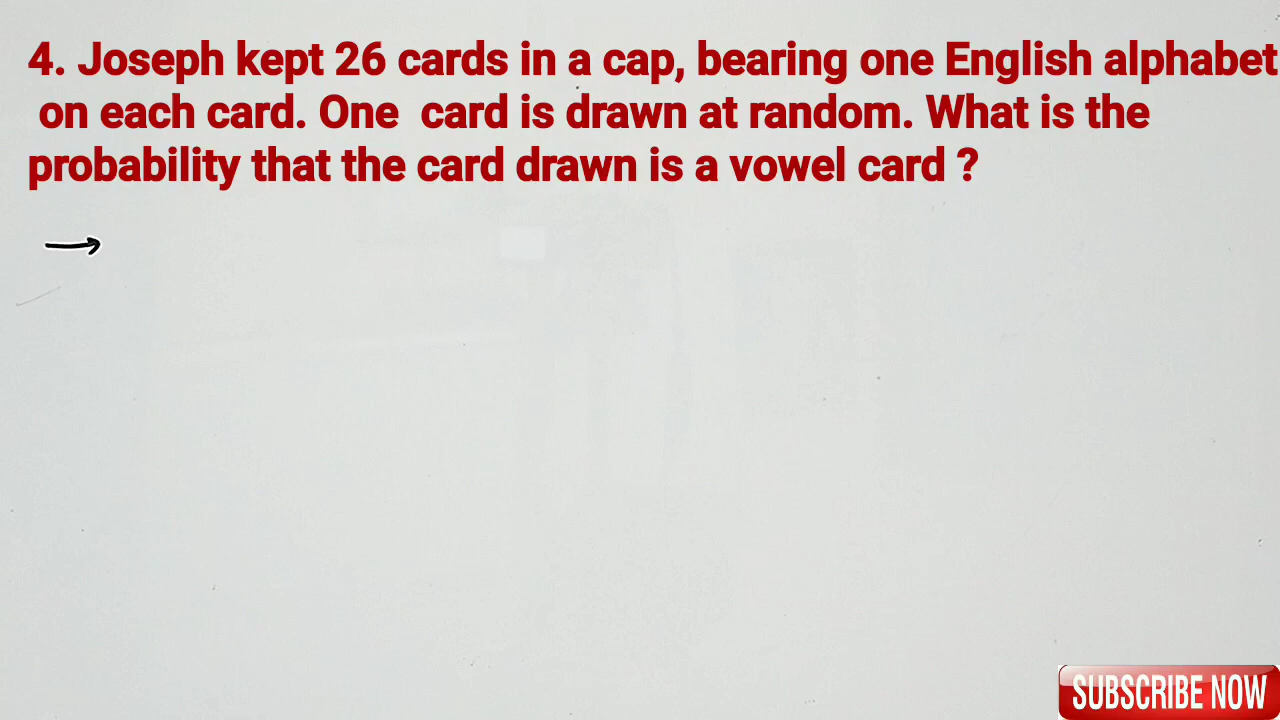 4. Joseph kept 26 cards in a cap, bearing one English alphabet
on each card. One card is drawn at random. What is the
probability that the card drawn is a vowel card ?
SUBSCRIBE NOW